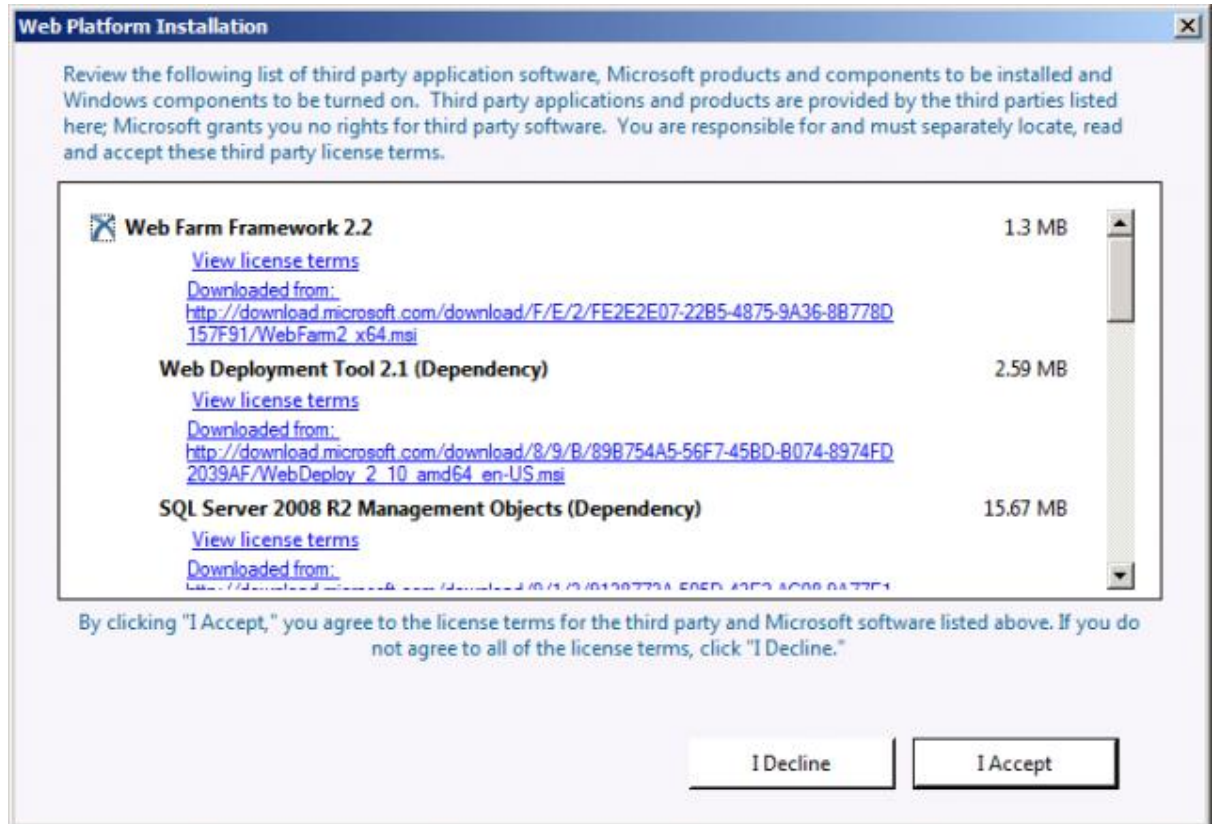 Web Platform Installation
Review the following list of third party application software, Microsoft products and components to be installed and
Windows components to be turned on.  Third party applications and products are provided by the third parties listed
here; Microsoft grants you no rights for third party software.  You are responsible for and must separately locate, read
and accept these third party license terms.
Web Farm Framework 2.2 1.3 MB
View license terms
Downloaded from:
http://download.microsoft.com/download/F/E/2/FE2E2E07-22B5-4875-9A36-8B778D
157F91/WebFarm2_x64.msi
Web Deployment Tool 2.1 (Dependency) 2.59 MB
View license terms
Downloaded from:
http://download.microsoft.com/download/8/9/B/89B754A5-56F7-45BD-B074-8974FD
2039AF/WebDeploy_2_10_amd64_en-US.msi
SQL Server 2008 R2 Management Objects (Dependency) 15.67 MB
View license terms
Downloaded from:
By clicking "I Accept," you agree to the license terms for the third party and Microsoft software listed above. If you do
not agree to all of the license terms, click "I Decline."
I Decline I Accept